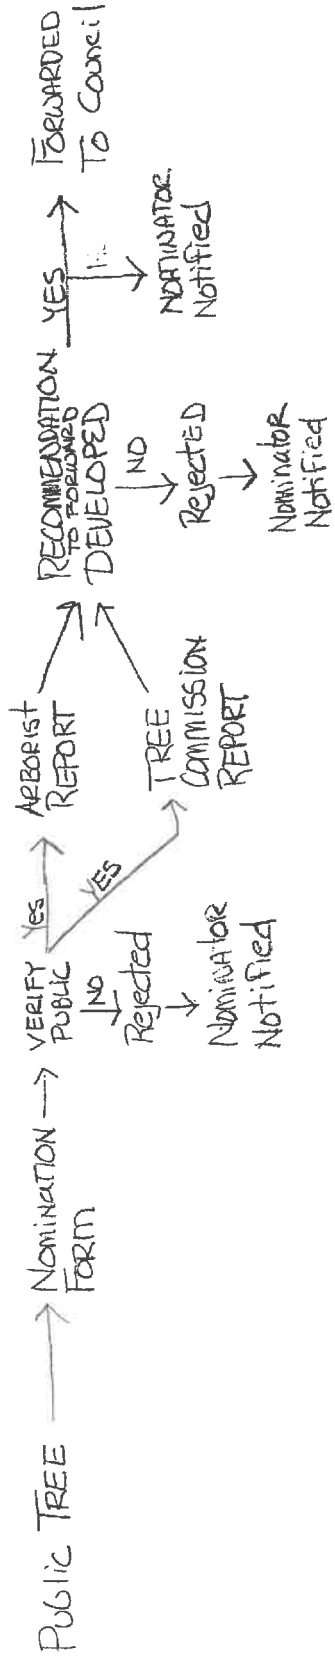 Public TREE
Nomination
FORM
VERIFY
PUBLIC
NO
Rejected
Nominator
Notified
Yes
YES
ARBORIST
REPORT
TREE
COMMISSION
REPORT
RECOMMENDATION
TO FORWARD
DEVELOPED
NO
Rejected
Nominator
Notified
YES
NOMINATOR
Notified
FORWARDED
To Council